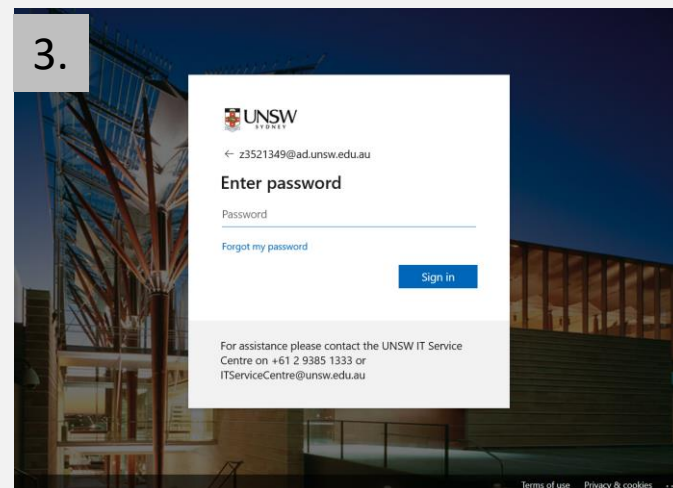 3.
UNSW
SYDNEY
← z3521349@ad.unsw.edu.au
Enter password
Password
Forgot my password
Sign in
For assistance please contact the UNSW IT Service
Centre on +61 2 9385 1333 or
ITServiceCentre@unsw.edu.au
Terms of use Privacy & cookies ...